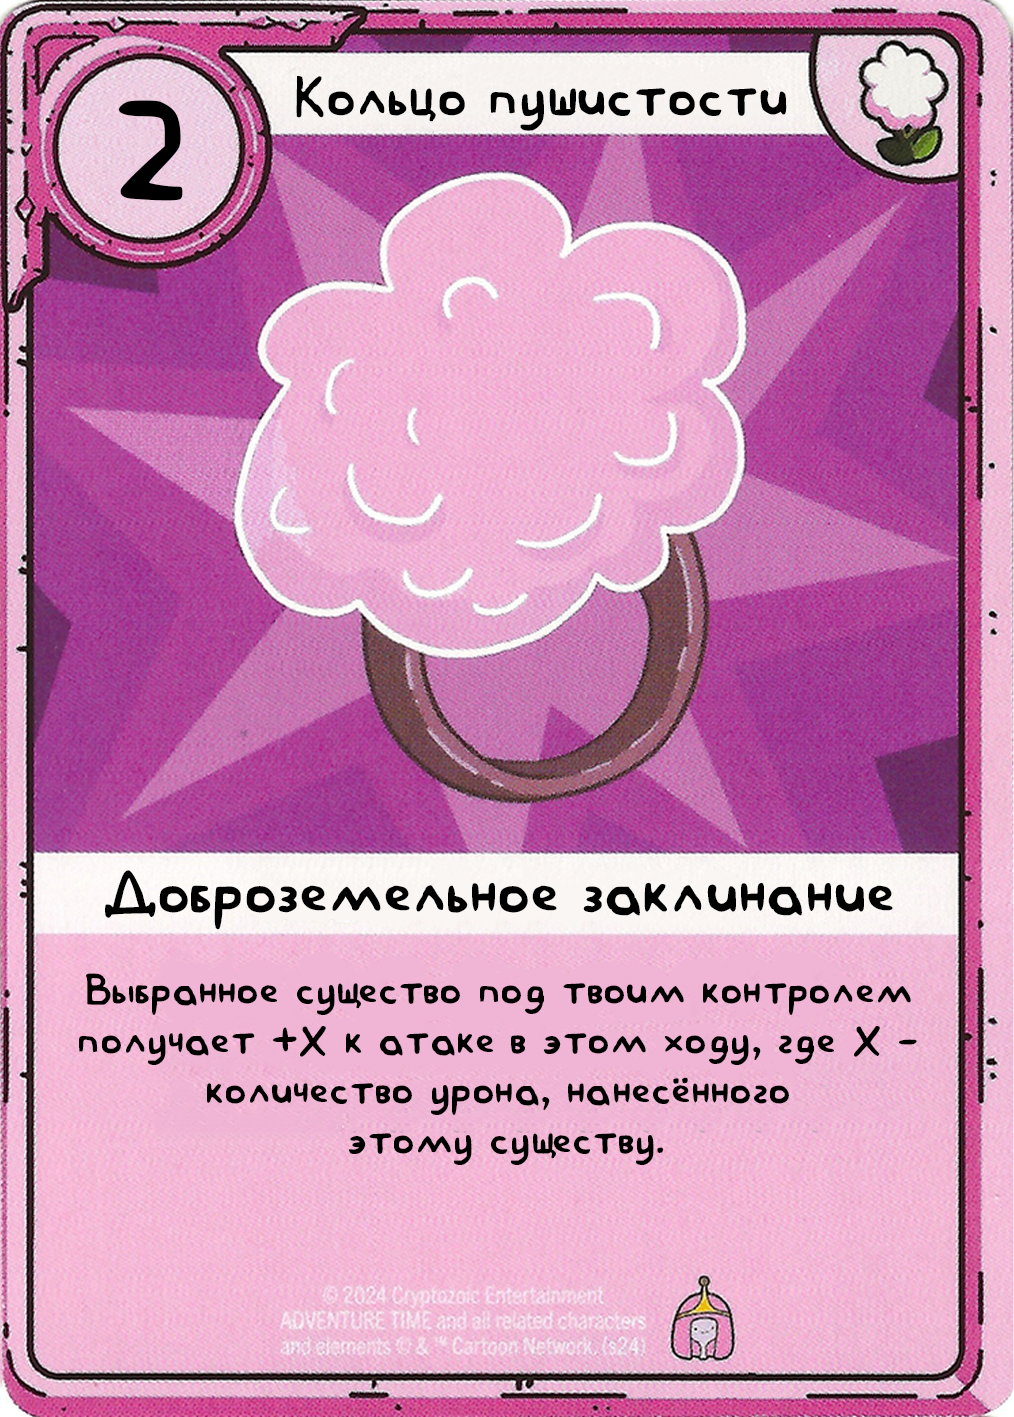 2
Кольцо пушистости
Доброземельное заклинание
Выбранное существо под твоим контролем
получает +X к атаке в этом ходу, где X -
количество урона, нанесённого
этому существу.
© 2024 Cryptozoic Entertainment
ADVENTURE TIME and all related characters
and elements © & ™ Cartoon Network. (s24)